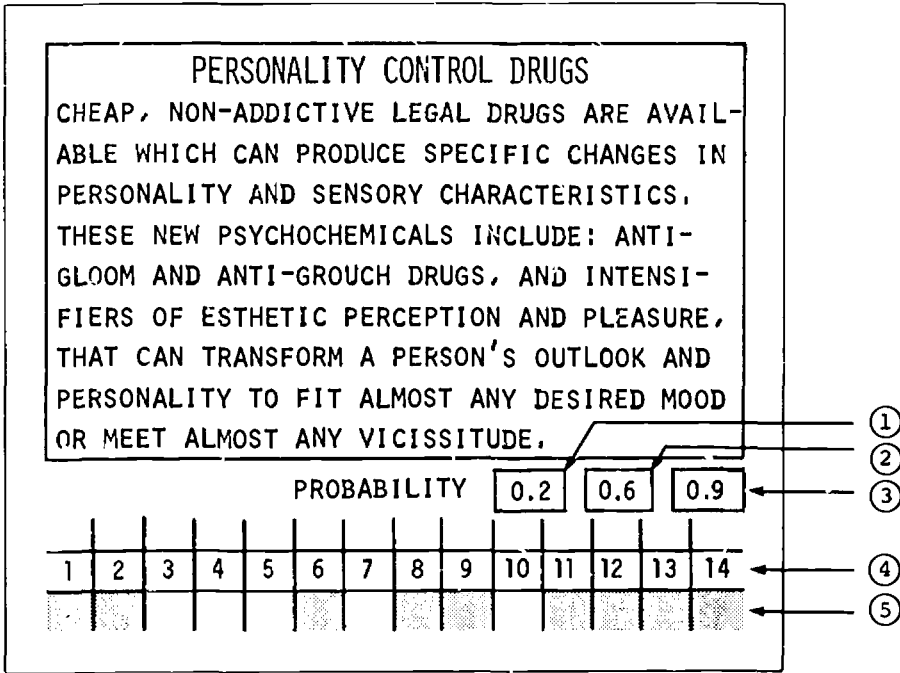 PERSONALITY CONTROL DRUGS
CHEAP, NON-ADDICTIVE LEGAL DRUGS ARE AVAIL-
ABLE WHICH CAN PRODUCE SPECIFIC CHANGES IN
PERSONALITY AND SENSORY CHARACTERISTICS.
THESE NEW PSYCHOCHEMICALS INCLUDE: ANTI-
GLOOM AND ANTI-GROUCH DRUGS, AND INTENSI-
FIERS OF ESTHETIC PERCEPTION AND PLEASURE,
THAT CAN TRANSFORM A PERSON'S OUTLOOK AND
PERSONALITY TO FIT ALMOST ANY DESIRED MOOD
OR MEET ALMOST ANY VICISSITUDE.
①
②
PROBABILITY 0.2 0.6 0.9 ③
1 2 3 4 5 6 7 8 9 10 11 12 13 14 ④
⑤